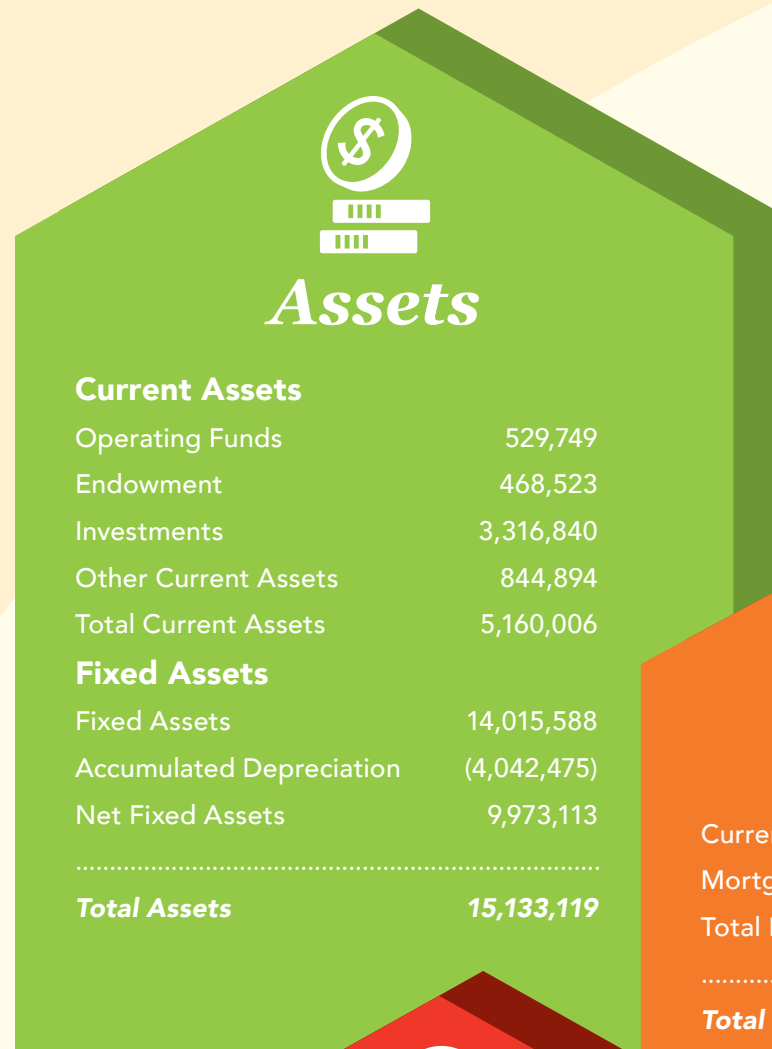 $
Assets
Current Assets
Operating Funds 529,749
Endowment 468,523
Investments 3,316,840
Other Current Assets 844,894
Total Current Assets 5,160,006
Fixed Assets
Fixed Assets 14,015,588
Accumulated Depreciation (4,042,475)
Net Fixed Assets 9,973,113
Total Assets 15,133,119
Total
Total